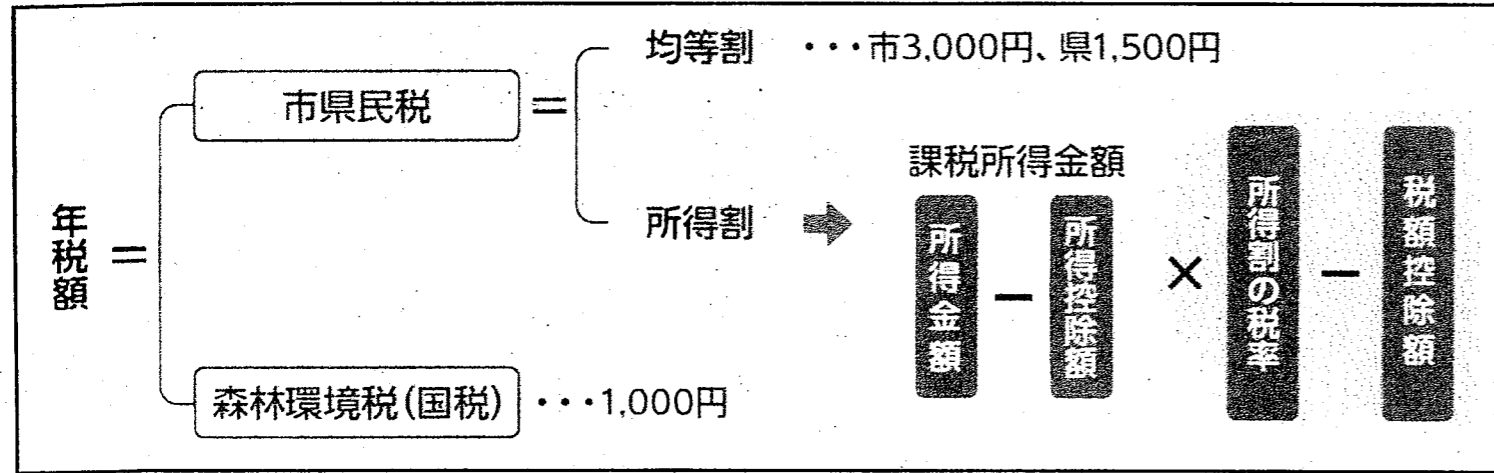 均等割 ・・・市3,000円、県1,500円
市県民税 =
課税所得金額
年税額 =
所得割
所得金額 − 所得控除額 × 所得割の税率 − 税額控除額
森林環境税(国税) ・・・1,000円